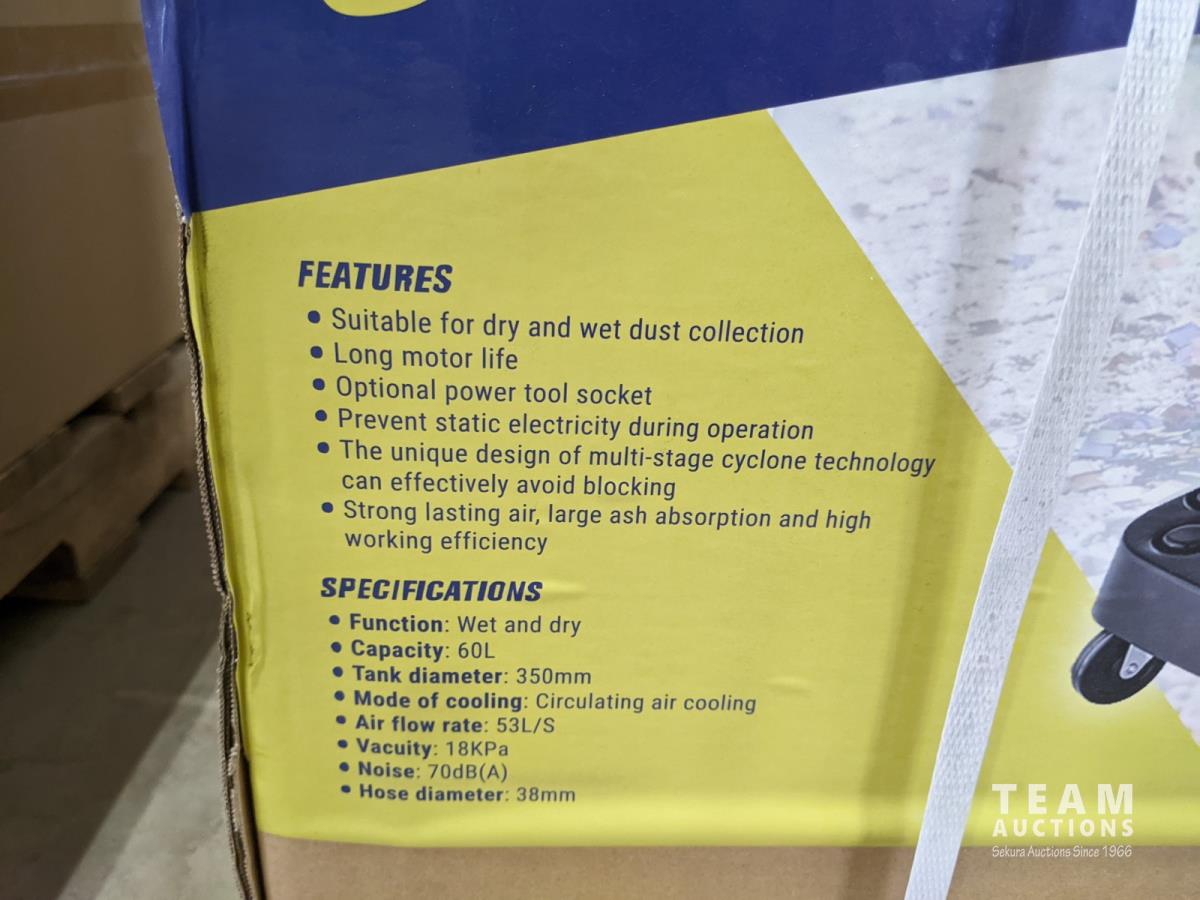 FEATURES
• Suitable for dry and wet dust collection
• Long motor life
• Optional power tool socket
• Prevent static electricity during operation
• The unique design of multi-stage cyclone technology
can effectively avoid blocking
• Strong lasting air, large ash absorption and high
working efficiency
SPECIFICATIONS
• Function: Wet and dry
• Capacity: 60L
• Tank diameter: 350mm
• Mode of cooling: Circulating air cooling
• Air flow rate: 53L/S
• Vacuity: 18KPa
• Noise: 70dB(A)
• Hose diameter: 38mm
TEAM
AUCTIONS
Sekura Auctions Since 1966